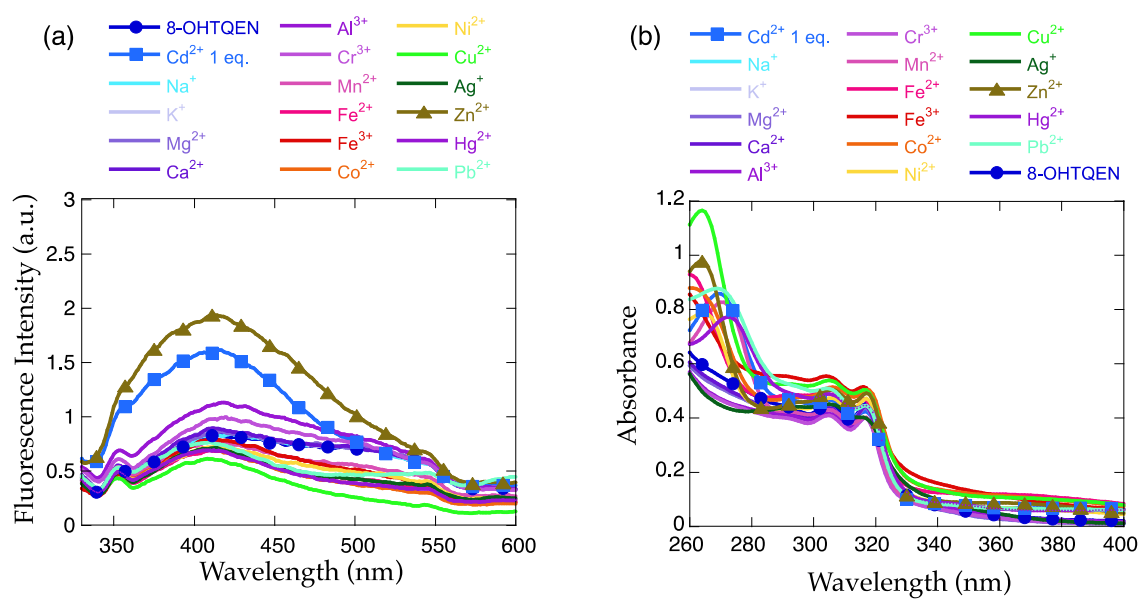 (a)
8-OHTQEN Al³⁺ Ni²⁺
Cd²⁺ 1 eq. Cr³⁺ Cu²⁺
Na⁺ Mn²⁺ Ag⁺
K⁺ Fe²⁺ Zn²⁺
Mg²⁺ Fe³⁺ Hg²⁺
Ca²⁺ Co²⁺ Pb²⁺
Fluorescence Intensity (a.u.)
3
2.5
2
1.5
1
0.5
0
350 400 450 500 550 600
Wavelength (nm)
(b)
Cd²⁺ 1 eq. Cr³⁺ Cu²⁺
Na⁺ Mn²⁺ Ag⁺
K⁺ Fe²⁺ Zn²⁺
Mg²⁺ Fe³⁺ Hg²⁺
Ca²⁺ Co²⁺ Pb²⁺
Al³⁺ Ni²⁺ 8-OHTQEN
Absorbance
1.2
1
0.8
0.6
0.4
0.2
0
260 280 300 320 340 360 380 400
Wavelength (nm)